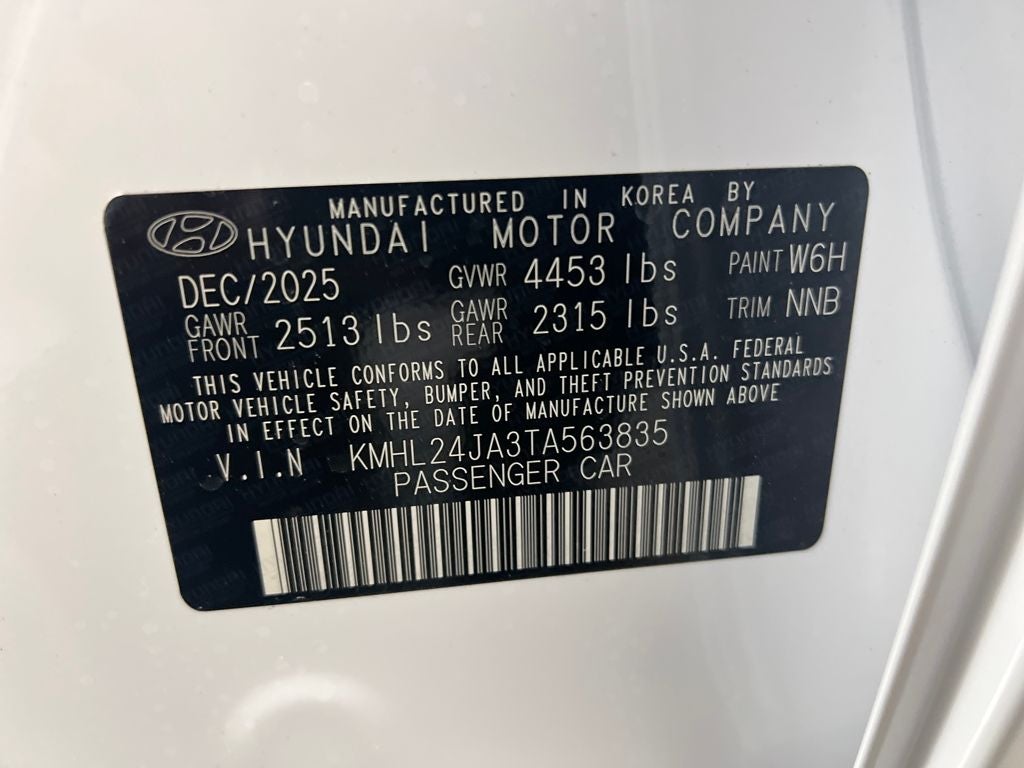 MANUFACTURED IN KOREA BY
HYUNDAI MOTOR COMPANY
DEC/2025 GVWR 4453 lbs PAINT W6H
GAWR FRONT 2513 lbs GAWR REAR 2315 lbs TRIM NNB
THIS VEHICLE CONFORMS TO ALL APPLICABLE U.S.A. FEDERAL
MOTOR VEHICLE SAFETY, BUMPER, AND THEFT PREVENTION STANDARDS
IN EFFECT ON THE DATE OF MANUFACTURE SHOWN ABOVE
V.I.N KMHL24JA3TA563835
PASSENGER CAR